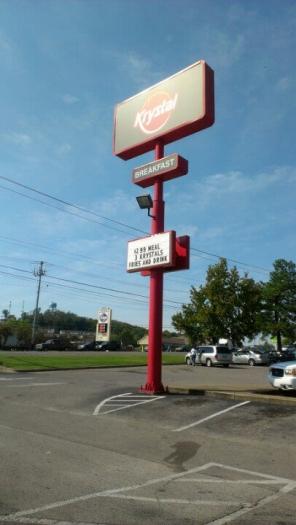 Krystal
BREAKFAST
$2.99 MEAL
3 KRYSTALS
FRIES AND DRINK